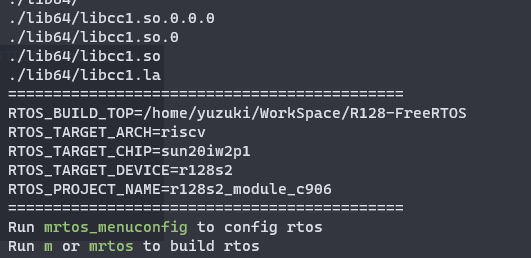 ./lib64/
./lib64/libcc1.so.0.0.0
./lib64/libcc1.so.0
./lib64/libcc1.so
./lib64/libcc1.la
===========================================
RTOS_BUILD_TOP=/home/yuzuki/WorkSpace/R128-FreeRTOS
RTOS_TARGET_ARCH=riscv
RTOS_TARGET_CHIP=sun20iw2p1
RTOS_TARGET_DEVICE=r128s2
RTOS_PROJECT_NAME=r128s2_module_c906
===========================================
Run mrtos_menuconfig to config rtos
Run m or mrtos to build rtos